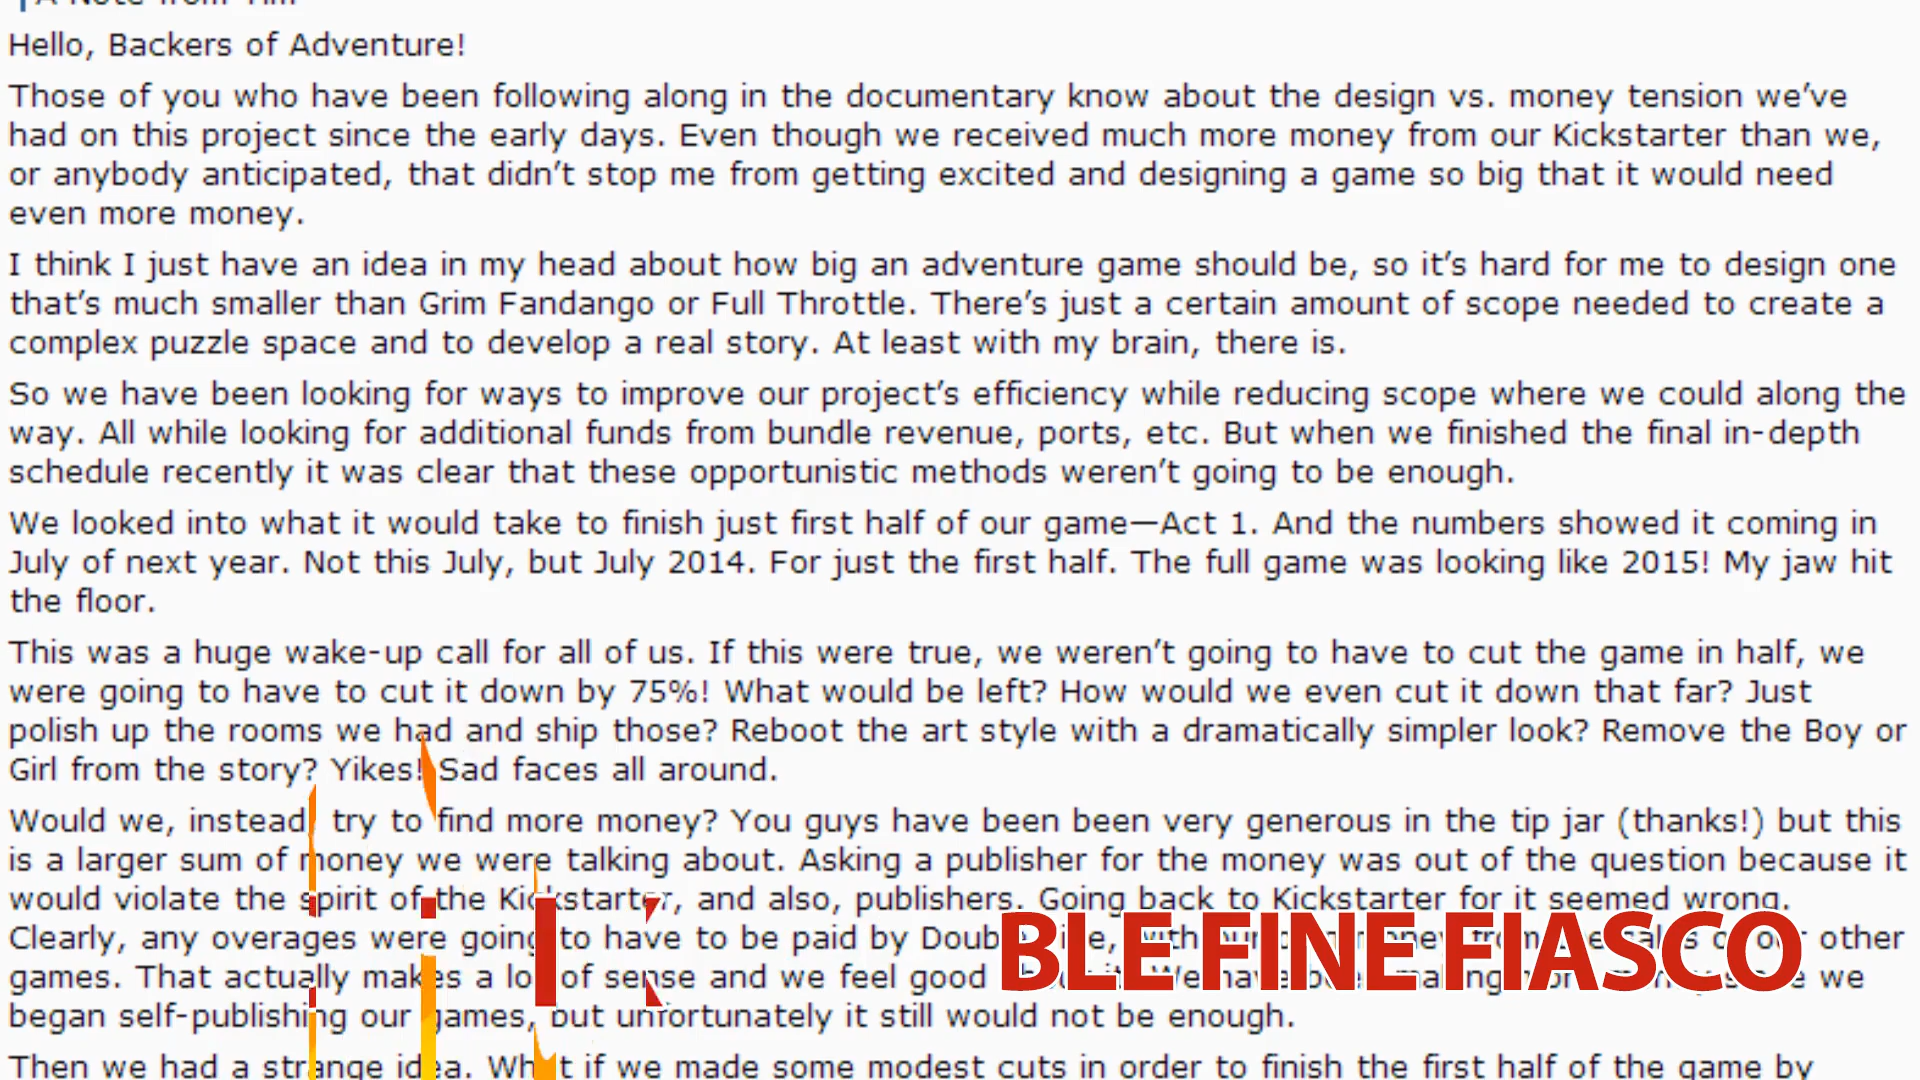 A Note from Tim
Hello, Backers of Adventure!
Those of you who have been following along in the documentary know about the design vs. money tension we’ve
had on this project since the early days. Even though we received much more money from our Kickstarter than we,
or anybody anticipated, that didn’t stop me from getting excited and designing a game so big that it would need
even more money.
I think I just have an idea in my head about how big an adventure game should be, so it’s hard for me to design one
that’s much smaller than Grim Fandango or Full Throttle. There’s just a certain amount of scope needed to create a
complex puzzle space and to develop a real story. At least with my brain, there is.
So we have been looking for ways to improve our project’s efficiency while reducing scope where we could along the
way. All while looking for additional funds from bundle revenue, ports, etc. But when we finished the final in-depth
schedule recently it was clear that these opportunistic methods weren’t going to be enough.
We looked into what it would take to finish just first half of our game—Act 1. And the numbers showed it coming in
July of next year. Not this July, but July 2014. For just the first half. The full game was looking like 2015! My jaw hit
the floor.
This was a huge wake-up call for all of us. If this were true, we weren’t going to have to cut the game in half, we
were going to have to cut it down by 75%! What would be left? How would we even cut it down that far? Just
polish up the rooms we had and ship those? Reboot the art style with a dramatically simpler look? Remove the Boy or
Girl from the story? Yikes! Sad faces all around.
Would we, instead, try to find more money? You guys have been been very generous in the tip jar (thanks!) but this
is a larger sum of money we were talking about. Asking a publisher for the money was out of the question because it
would violate the spirit of the Kickstarter, and also, publishers. Going back to Kickstarter for it seemed wrong.
Clearly, any overages were going to have to be paid by Double Fine, with our own money from the sales of our other
games. That actually makes a lot of sense and we feel good about it. We have been making more money since we
began self-publishing our games, but unfortunately it still would not be enough.
Then we had a strange idea. What if we made some modest cuts in order to finish the first half of the game by
BLE FINE FIASCO